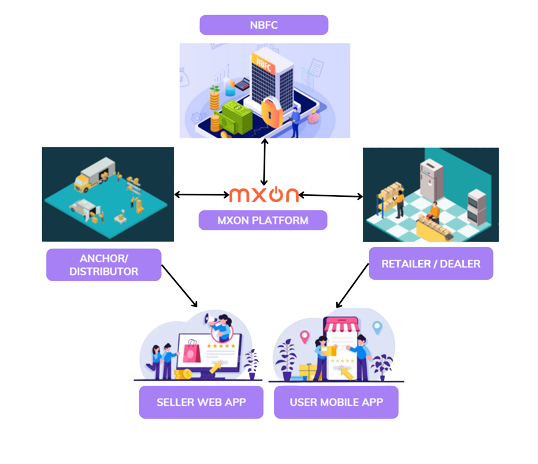 NBFC
NBFC
mxon
MXON PLATFORM
ANCHOR/
DISTRIBUTOR
RETAILER / DEALER
SELLER WEB APP
USER MOBILE APP